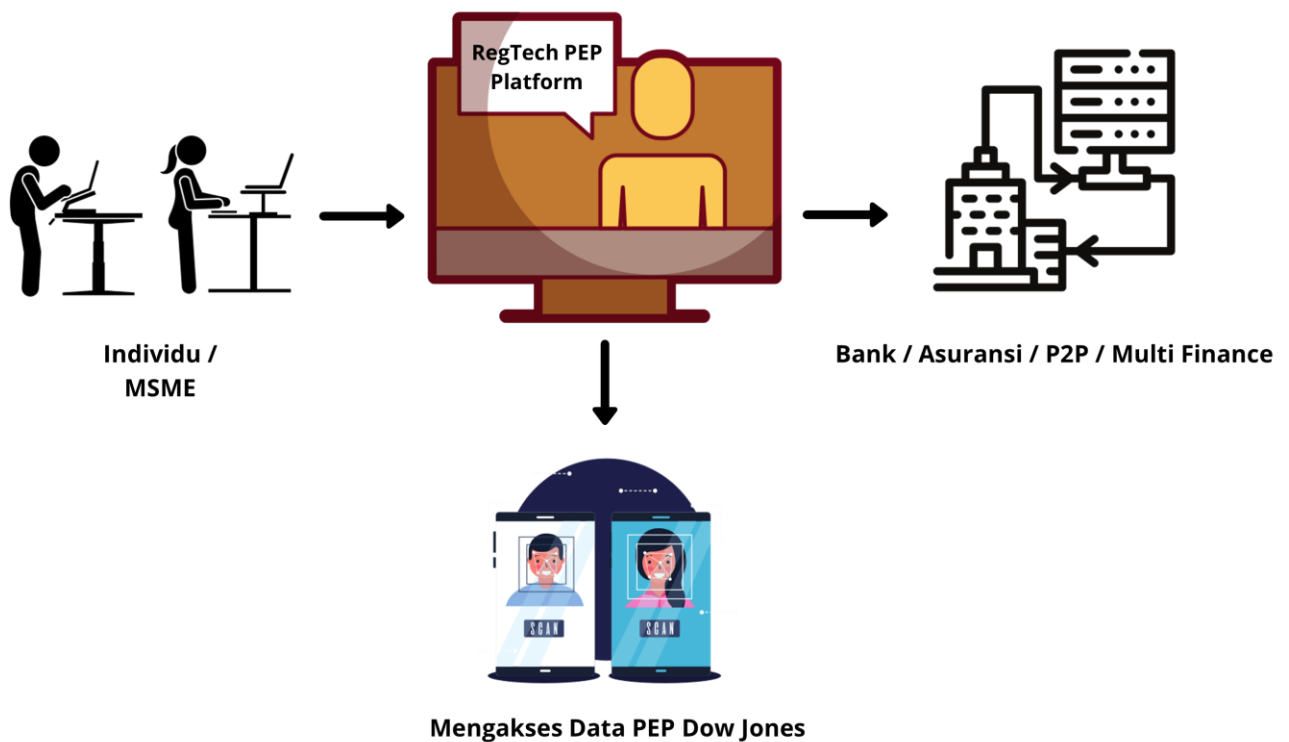 RegTech PEP
Platform
Individu /
MSME
Bank / Asuransi / P2P / Multi Finance
SCAN
SCAN
Mengakses Data PEP Dow Jones